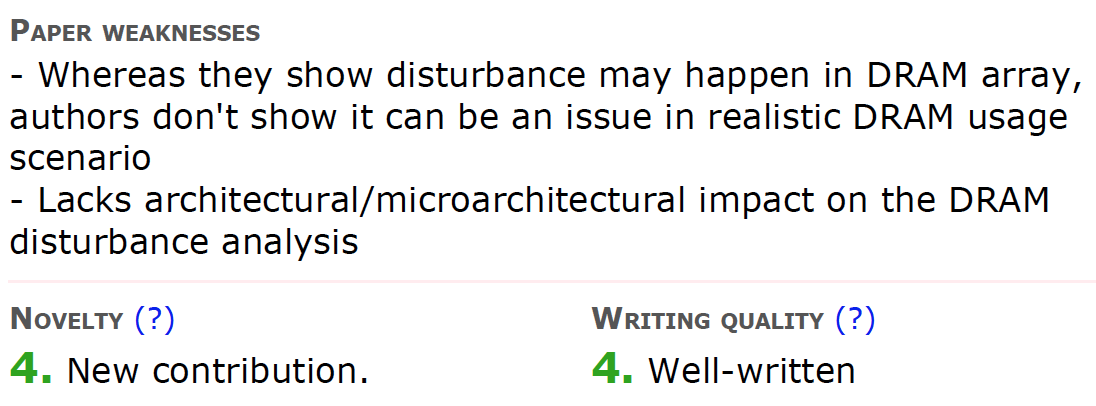 PAPER WEAKNESSES
- Whereas they show disturbance may happen in DRAM array,
authors don't show it can be an issue in realistic DRAM usage
scenario
- Lacks architectural/microarchitectural impact on the DRAM
disturbance analysis
NOVELTY (?)
4. New contribution.
WRITING QUALITY (?)
4. Well-written